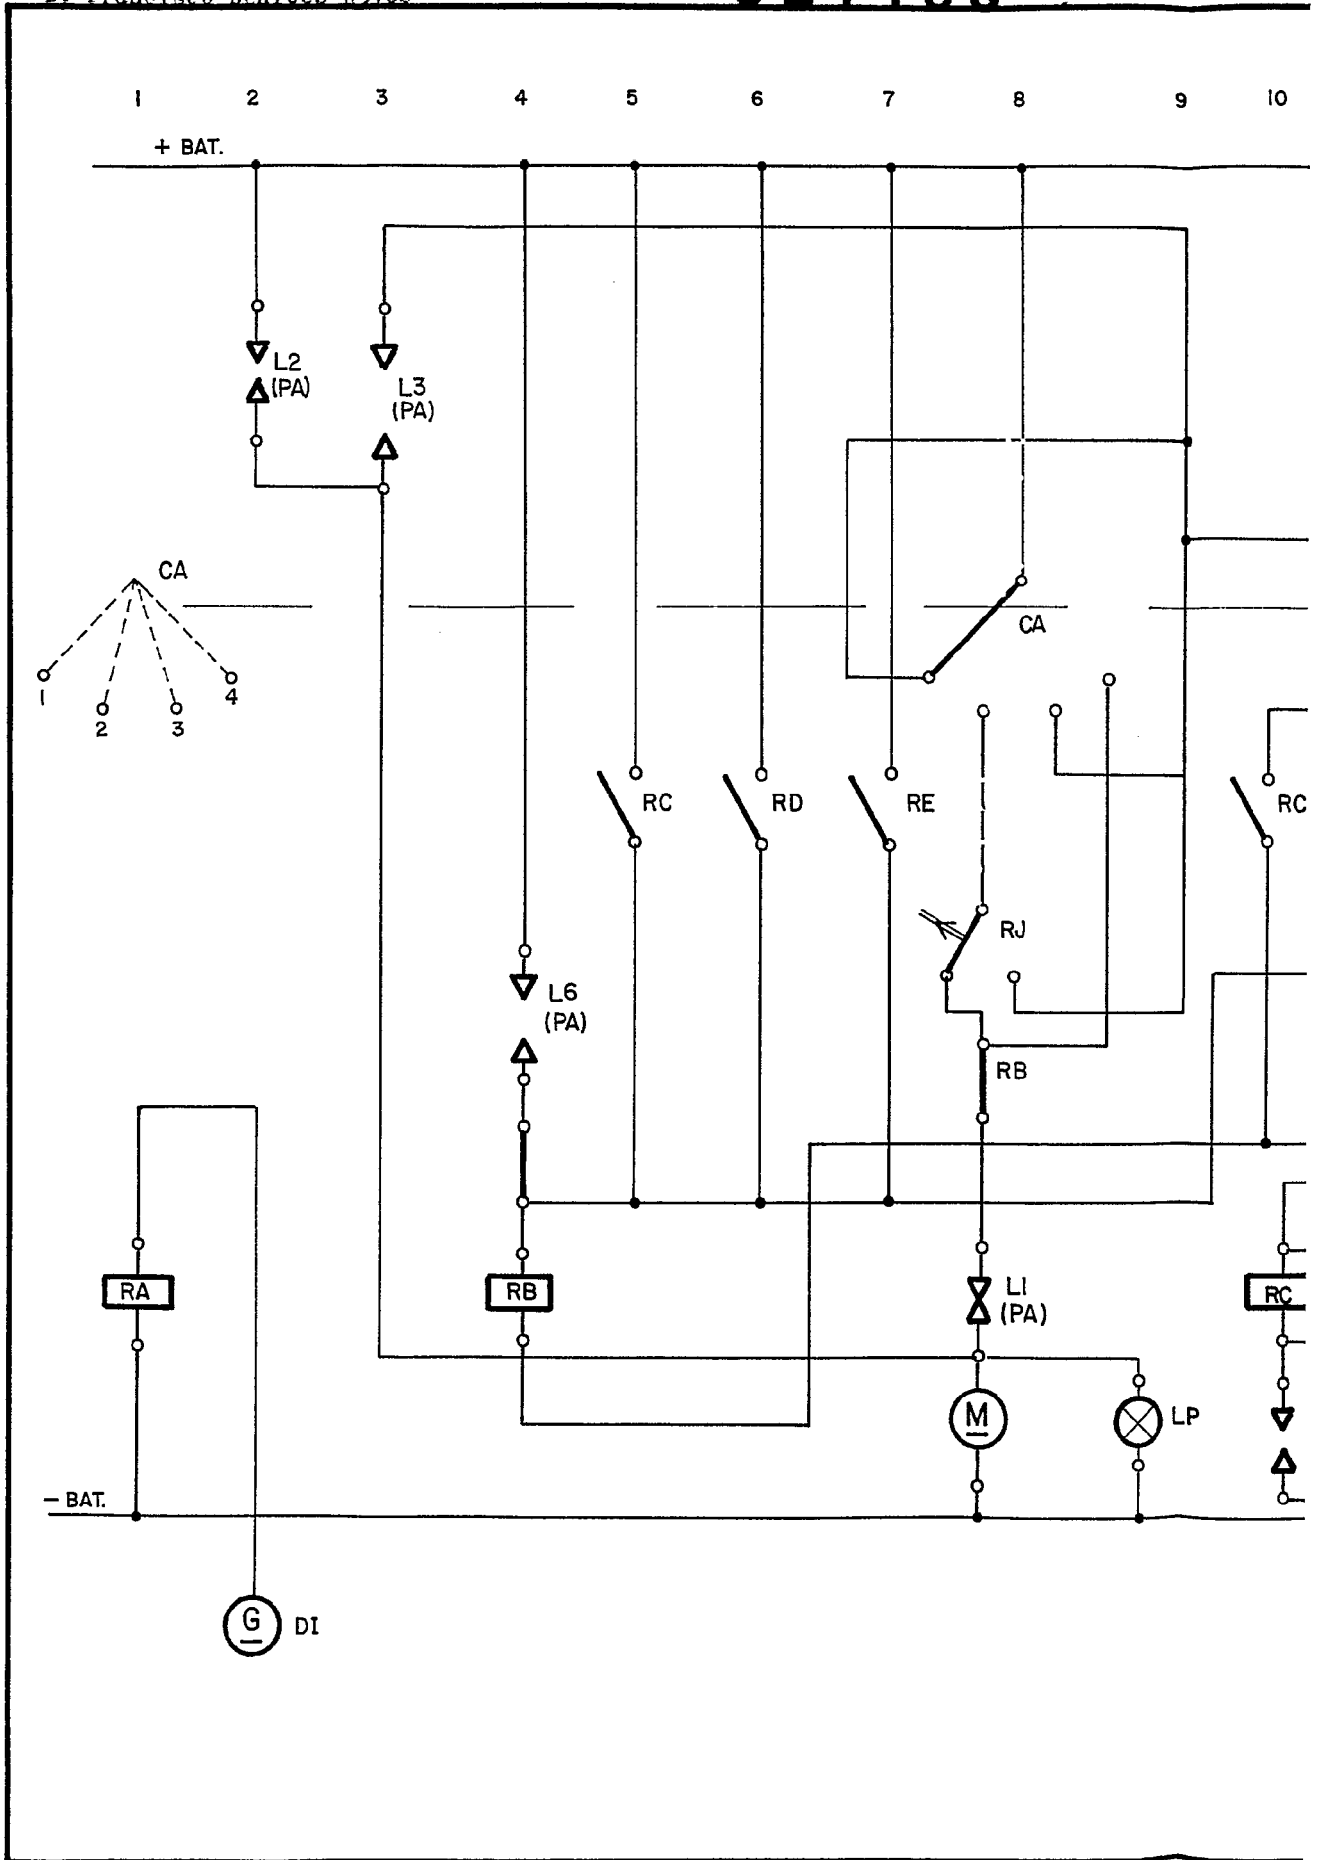 1 2 3 4 5 6 7 8 9 10
+ BAT.
L2
(PA)
L3
(PA)
CA
CA
1 2 3 4
RC RD RE RC
RJ
L6
(PA)
RB
RA RB L1
(PA)
RC
M LP
- BAT.
G DI